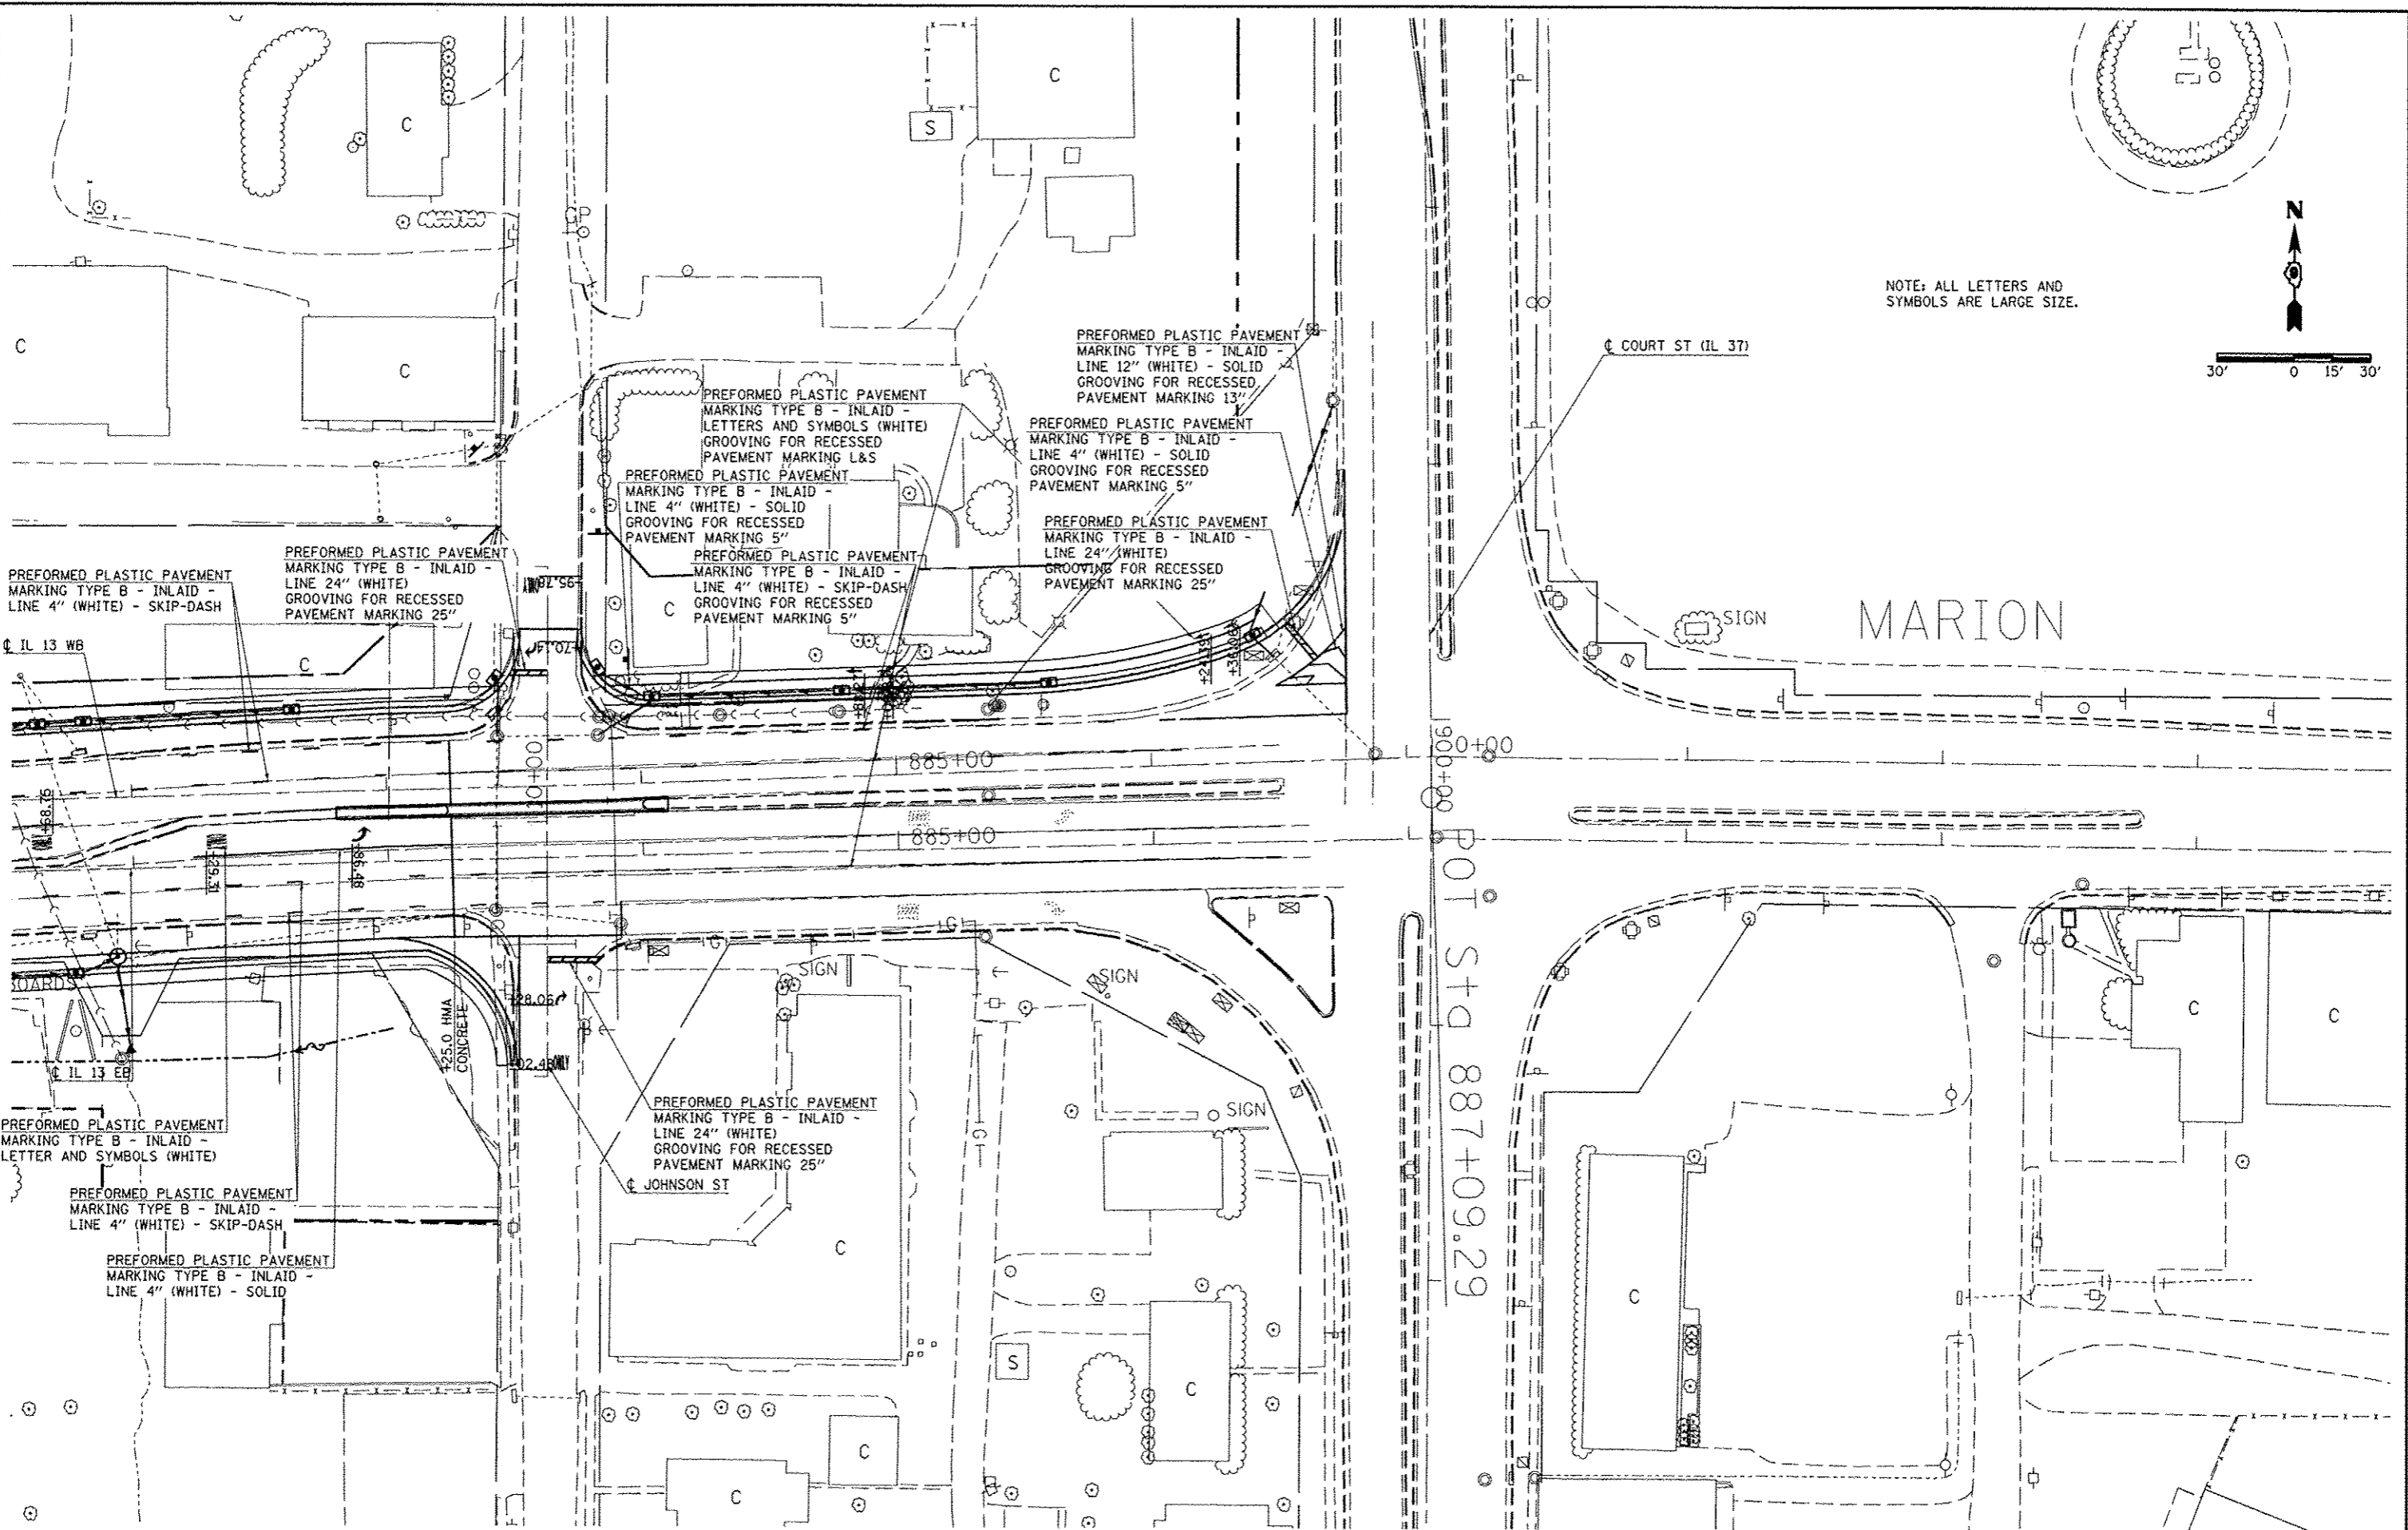 C
C
S
N
NOTE: ALL LETTERS AND
SYMBOLS ARE LARGE SIZE.
30' 0 15' 30'
C
C
PREFORMED PLASTIC PAVEMENT
MARKING TYPE B - INLAID -
LINE 12" (WHITE) - SOLID
GROOVING FOR RECESSED
PAVEMENT MARKING 13"
℄ COURT ST (IL 37)
PREFORMED PLASTIC PAVEMENT
MARKING TYPE B - INLAID -
LETTERS AND SYMBOLS (WHITE)
GROOVING FOR RECESSED
PAVEMENT MARKING L&S
PREFORMED PLASTIC PAVEMENT
MARKING TYPE B - INLAID -
LINE 4" (WHITE) - SOLID
GROOVING FOR RECESSED
PAVEMENT MARKING 5"
PREFORMED PLASTIC PAVEMENT
MARKING TYPE B - INLAID -
LINE 4" (WHITE) - SOLID
GROOVING FOR RECESSED
PAVEMENT MARKING 5"
PREFORMED PLASTIC PAVEMENT
MARKING TYPE B - INLAID -
LINE 24" (WHITE)
GROOVING FOR RECESSED
PAVEMENT MARKING 25"
PREFORMED PLASTIC PAVEMENT
MARKING TYPE B - INLAID -
LINE 24" (WHITE)
GROOVING FOR RECESSED
PAVEMENT MARKING 25"
PREFORMED PLASTIC PAVEMENT
MARKING TYPE B - INLAID -
LINE 4" (WHITE) - SKIP-DASH
GROOVING FOR RECESSED
PAVEMENT MARKING 5"
PREFORMED PLASTIC PAVEMENT
MARKING TYPE B - INLAID -
LINE 4" (WHITE) - SKIP-DASH
C
C
SIGN
MARION
℄ IL 13 WB
885+00
900+00
885+00
+68.76
+29.31
+86.48
POT Sta 887+09.29
SIGN
SIGN
+28.06
+25.0 HMA
CONCRETE
C
C
℄ IL 13 EB
PREFORMED PLASTIC PAVEMENT
MARKING TYPE B - INLAID -
LETTER AND SYMBOLS (WHITE)
PREFORMED PLASTIC PAVEMENT
MARKING TYPE B - INLAID -
LINE 24" (WHITE)
GROOVING FOR RECESSED
PAVEMENT MARKING 25"
SIGN
℄ JOHNSON ST
PREFORMED PLASTIC PAVEMENT
MARKING TYPE B - INLAID -
LINE 4" (WHITE) - SKIP-DASH
PREFORMED PLASTIC PAVEMENT
MARKING TYPE B - INLAID -
LINE 4" (WHITE) - SOLID
C
C
S
C
C
C